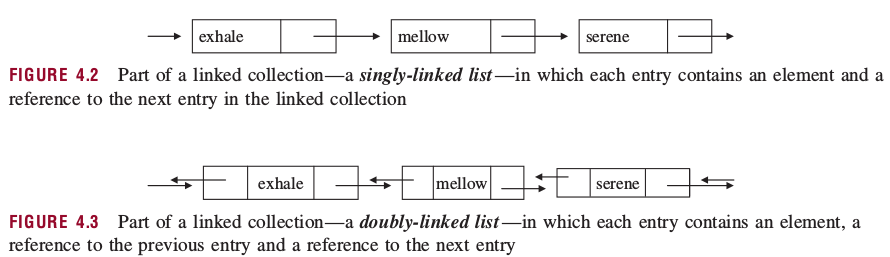 exhale mellow serene
FIGURE 4.2 Part of a linked collection—a singly-linked list—in which each entry contains an element and a
reference to the next entry in the linked collection
exhale mellow serene
FIGURE 4.3 Part of a linked collection—a doubly-linked list—in which each entry contains an element, a
reference to the previous entry and a reference to the next entry